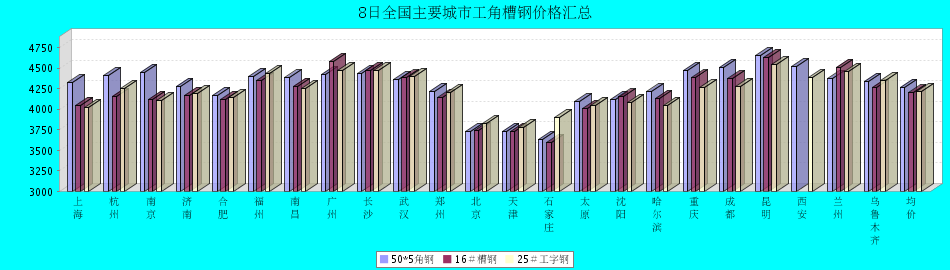 8日全国主要城市工角槽钢价格汇总
4750
4500
4250
4000
3750
3500
3250
3000
上海 杭州 南京 济南 合肥 福州 南昌 广州 长沙 武汉 郑州 北京 天津 石家庄 太原 沈阳 哈尔滨 重庆 成都 昆明 西安 兰州 乌鲁木齐 均价
50*5角钢 16#槽钢 25#工字钢